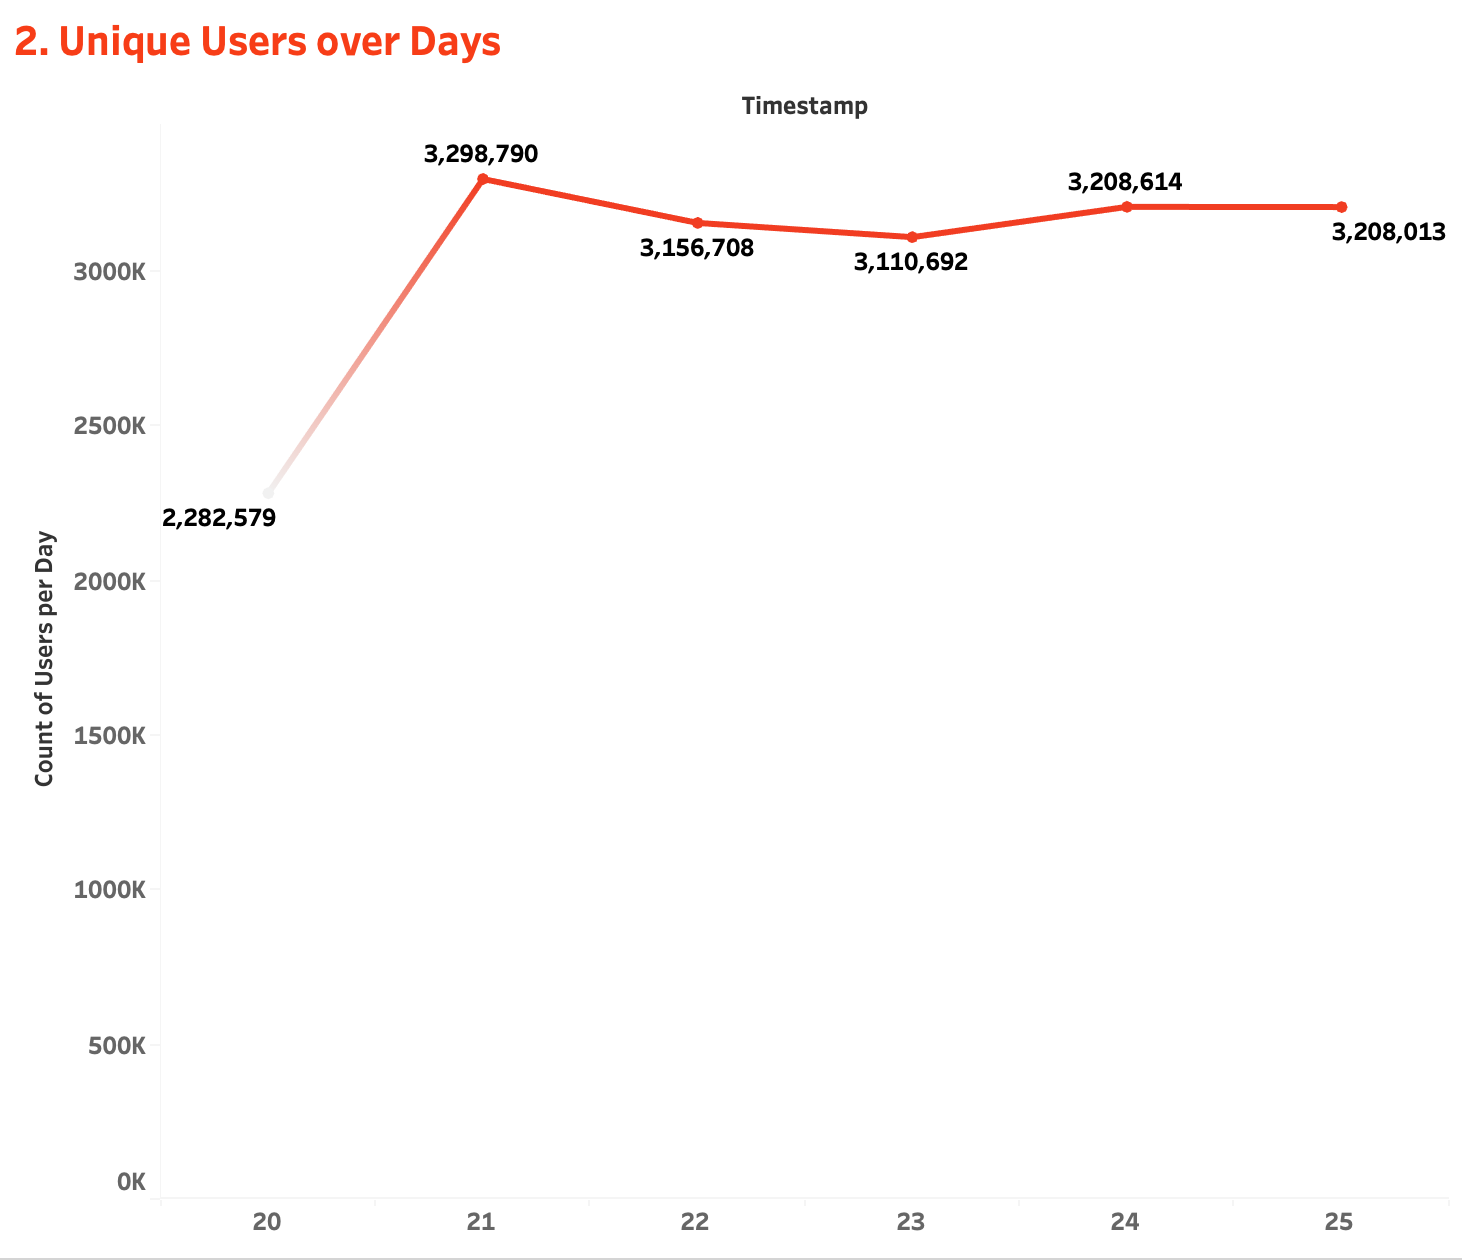 2. Unique Users over Days
Timestamp
3,298,790
3,208,614
3,208,013
3,156,708
3,110,692
3000K
2500K
2,282,579
Count of Users per Day
2000K
1500K
1000K
500K
0K
20 21 22 23 24 25